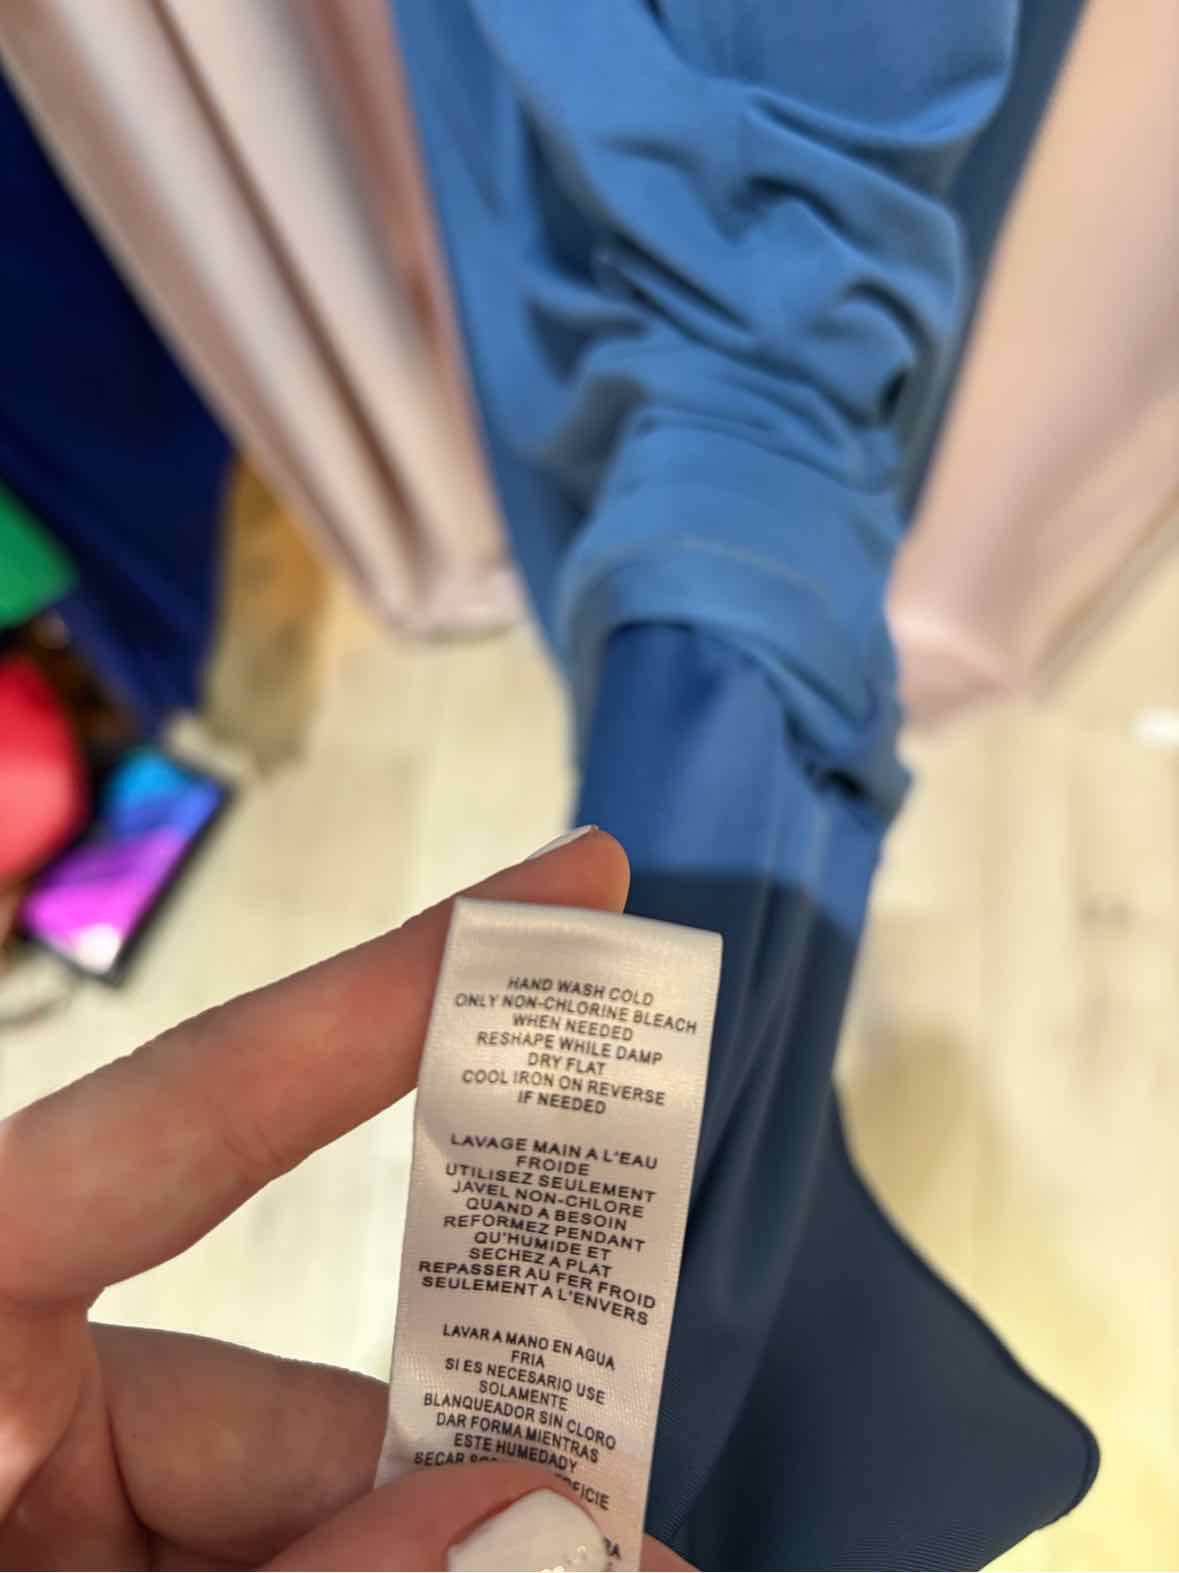 HAND WASH COLD
ONLY NON-CHLORINE BLEACH
WHEN NEEDED
RESHAPE WHILE DAMP
DRY FLAT
COOL IRON ON REVERSE
IF NEEDED
LAVAGE MAIN A L'EAU
FROIDE
UTILISEZ SEULEMENT
JAVEL NON-CHLORE
QUAND A BESOIN
REFORMEZ PENDANT
QU'HUMIDE ET
SECHEZ A PLAT
REPASSER AU FER FROID
SEULEMENT A L'ENVERS
LAVAR A MANO EN AGUA
FRIA
SI ES NECESARIO USE
SOLAMENTE
BLANQUEADOR SIN CLORO
DAR FORMA MIENTRAS
ESTE HUMEDADY
SECAR